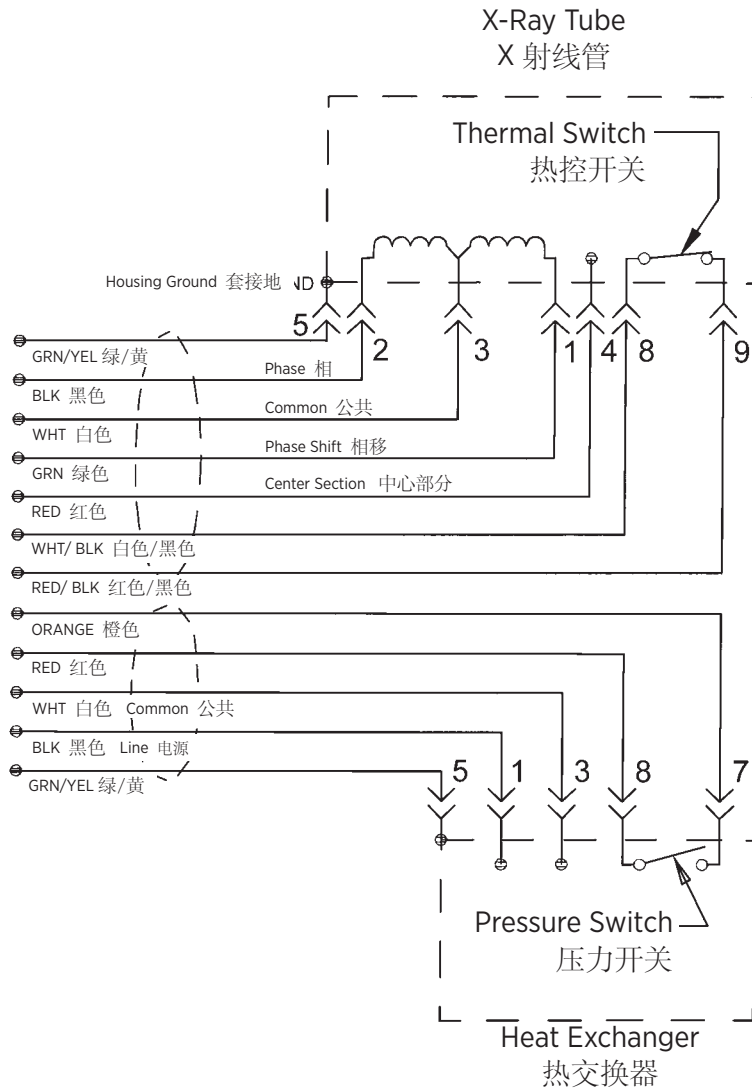 X-Ray Tube
X 射线管
Thermal Switch
热控开关
Housing Ground 套接地 ND
5 2 3 1 4 8 9
GRN/YEL 绿/黄
Phase 相
BLK 黑色
Common 公共
WHT 白色
Phase Shift 相移
GRN 绿色
Center Section 中心部分
RED 红色
WHT/ BLK 白色/黑色
RED/ BLK 红色/黑色
ORANGE 橙色
RED 红色
WHT 白色 Common 公共
BLK 黑色 Line 电源
GRN/YEL 绿/黄
5 1 3 8 7
Pressure Switch
压力开关
Heat Exchanger
热交换器